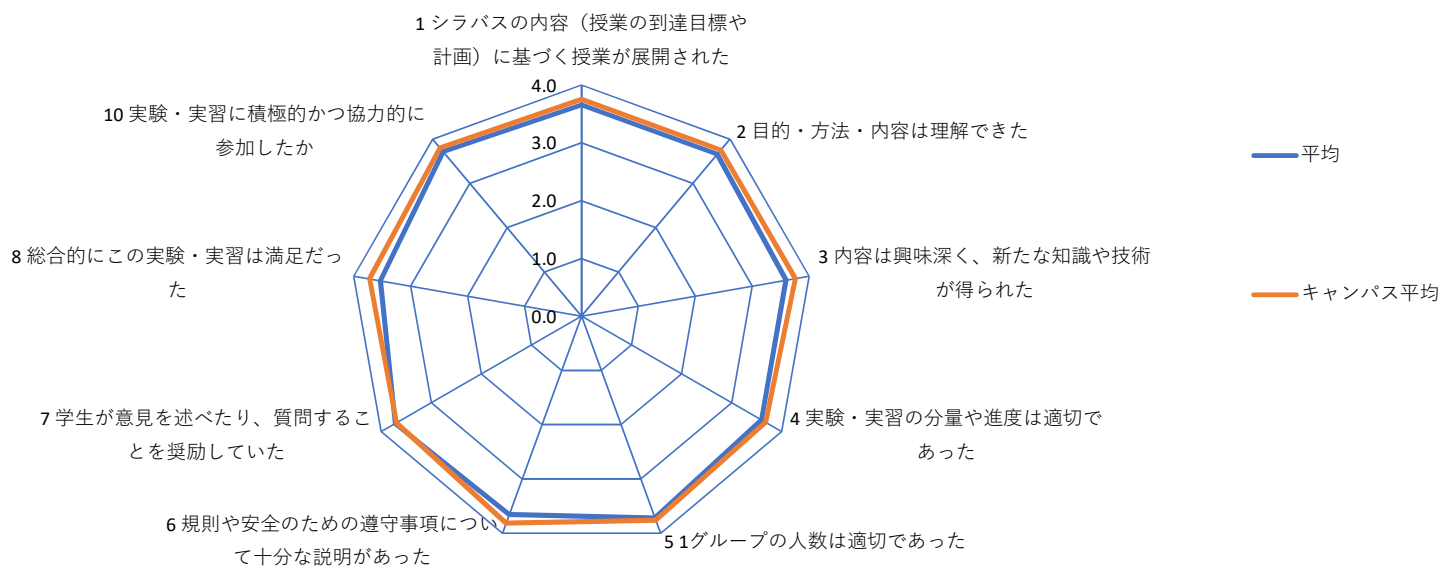 1 シラバスの内容（授業の到達目標や
計画）に基づく授業が展開された
2 目的・方法・内容は理解できた
3 内容は興味深く、新たな知識や技術
が得られた
4 実験・実習の分量や進度は適切で
あった
5 1グループの人数は適切であった
6 規則や安全のための遵守事項につい
て十分な説明があった
7 学生が意見を述べたり、質問するこ
とを奨励していた
8 総合的にこの実験・実習は満足だっ
た
10 実験・実習に積極的かつ協力的に
参加したか
4.0
3.0
2.0
1.0
0.0
平均
キャンパス平均